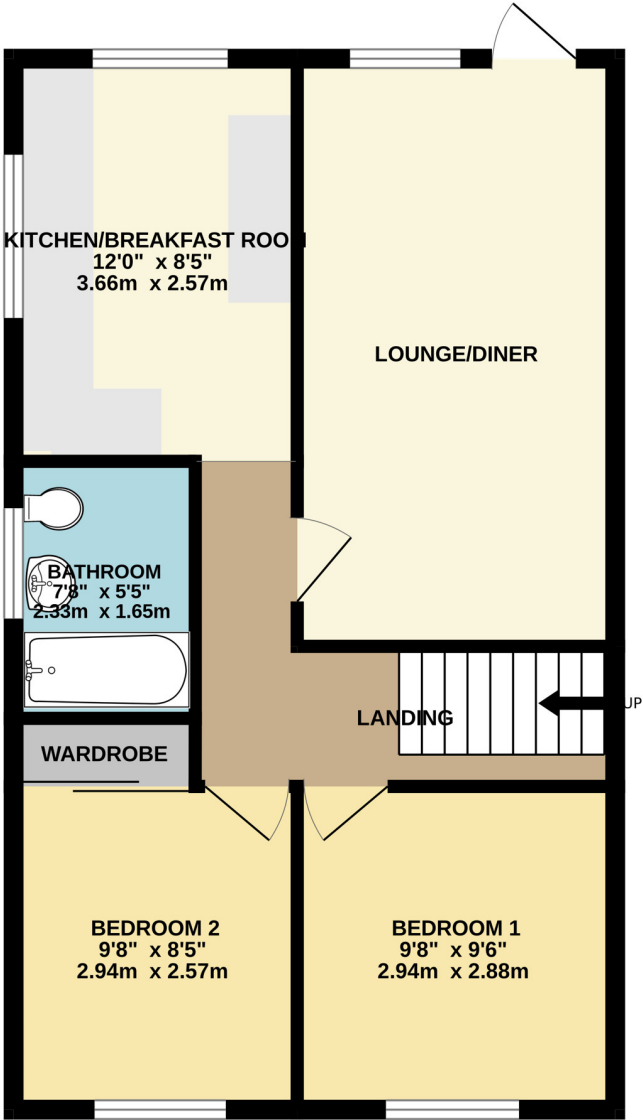 KITCHEN/BREAKFAST ROOM
12'0" x 8'5"
3.66m x 2.57m
LOUNGE/DINER
BATHROOM
7'8" x 5'5"
2.33m x 1.65m
LANDING
UP
WARDROBE
BEDROOM 2
9'8" x 8'5"
2.94m x 2.57m
BEDROOM 1
9'8" x 9'6"
2.94m x 2.88m